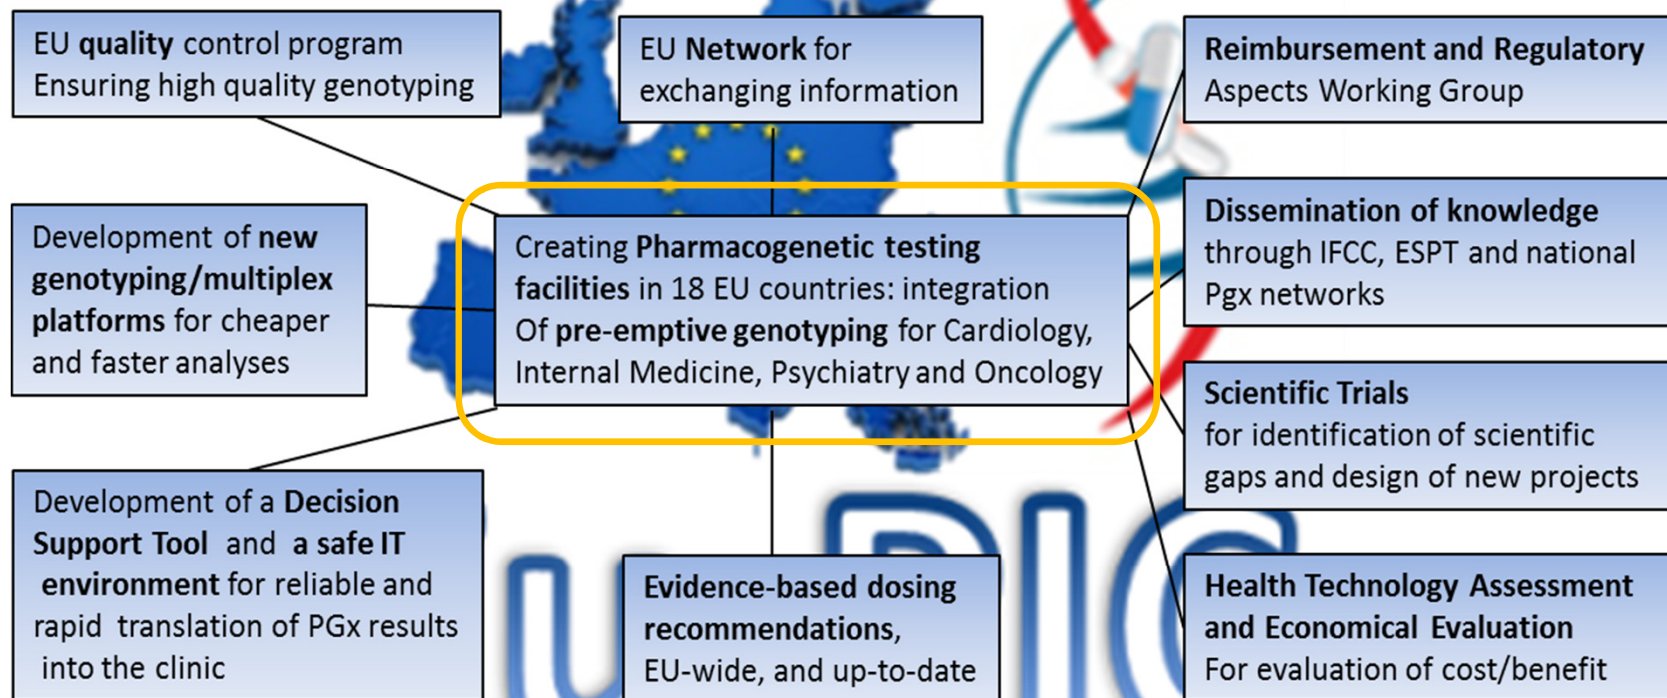 EU quality control program
Ensuring high quality genotyping
EU Network for
exchanging information
Reimbursement and Regulatory
Aspects Working Group
Development of new
genotyping/multiplex
platforms for cheaper
and faster analyses
Creating Pharmacogenetic testing
facilities in 18 EU countries: integration
Of pre-emptive genotyping for Cardiology,
Internal Medicine, Psychiatry and Oncology
Dissemination of knowledge
through IFCC, ESPT and national
Pgx networks
Scientific Trials
for identification of scientific
gaps and design of new projects
Development of a Decision
Support Tool and a safe IT
environment for reliable and
rapid translation of PGx results
into the clinic
Evidence-based dosing
recommendations,
EU-wide, and up-to-date
Health Technology Assessment
and Economical Evaluation
For evaluation of cost/benefit